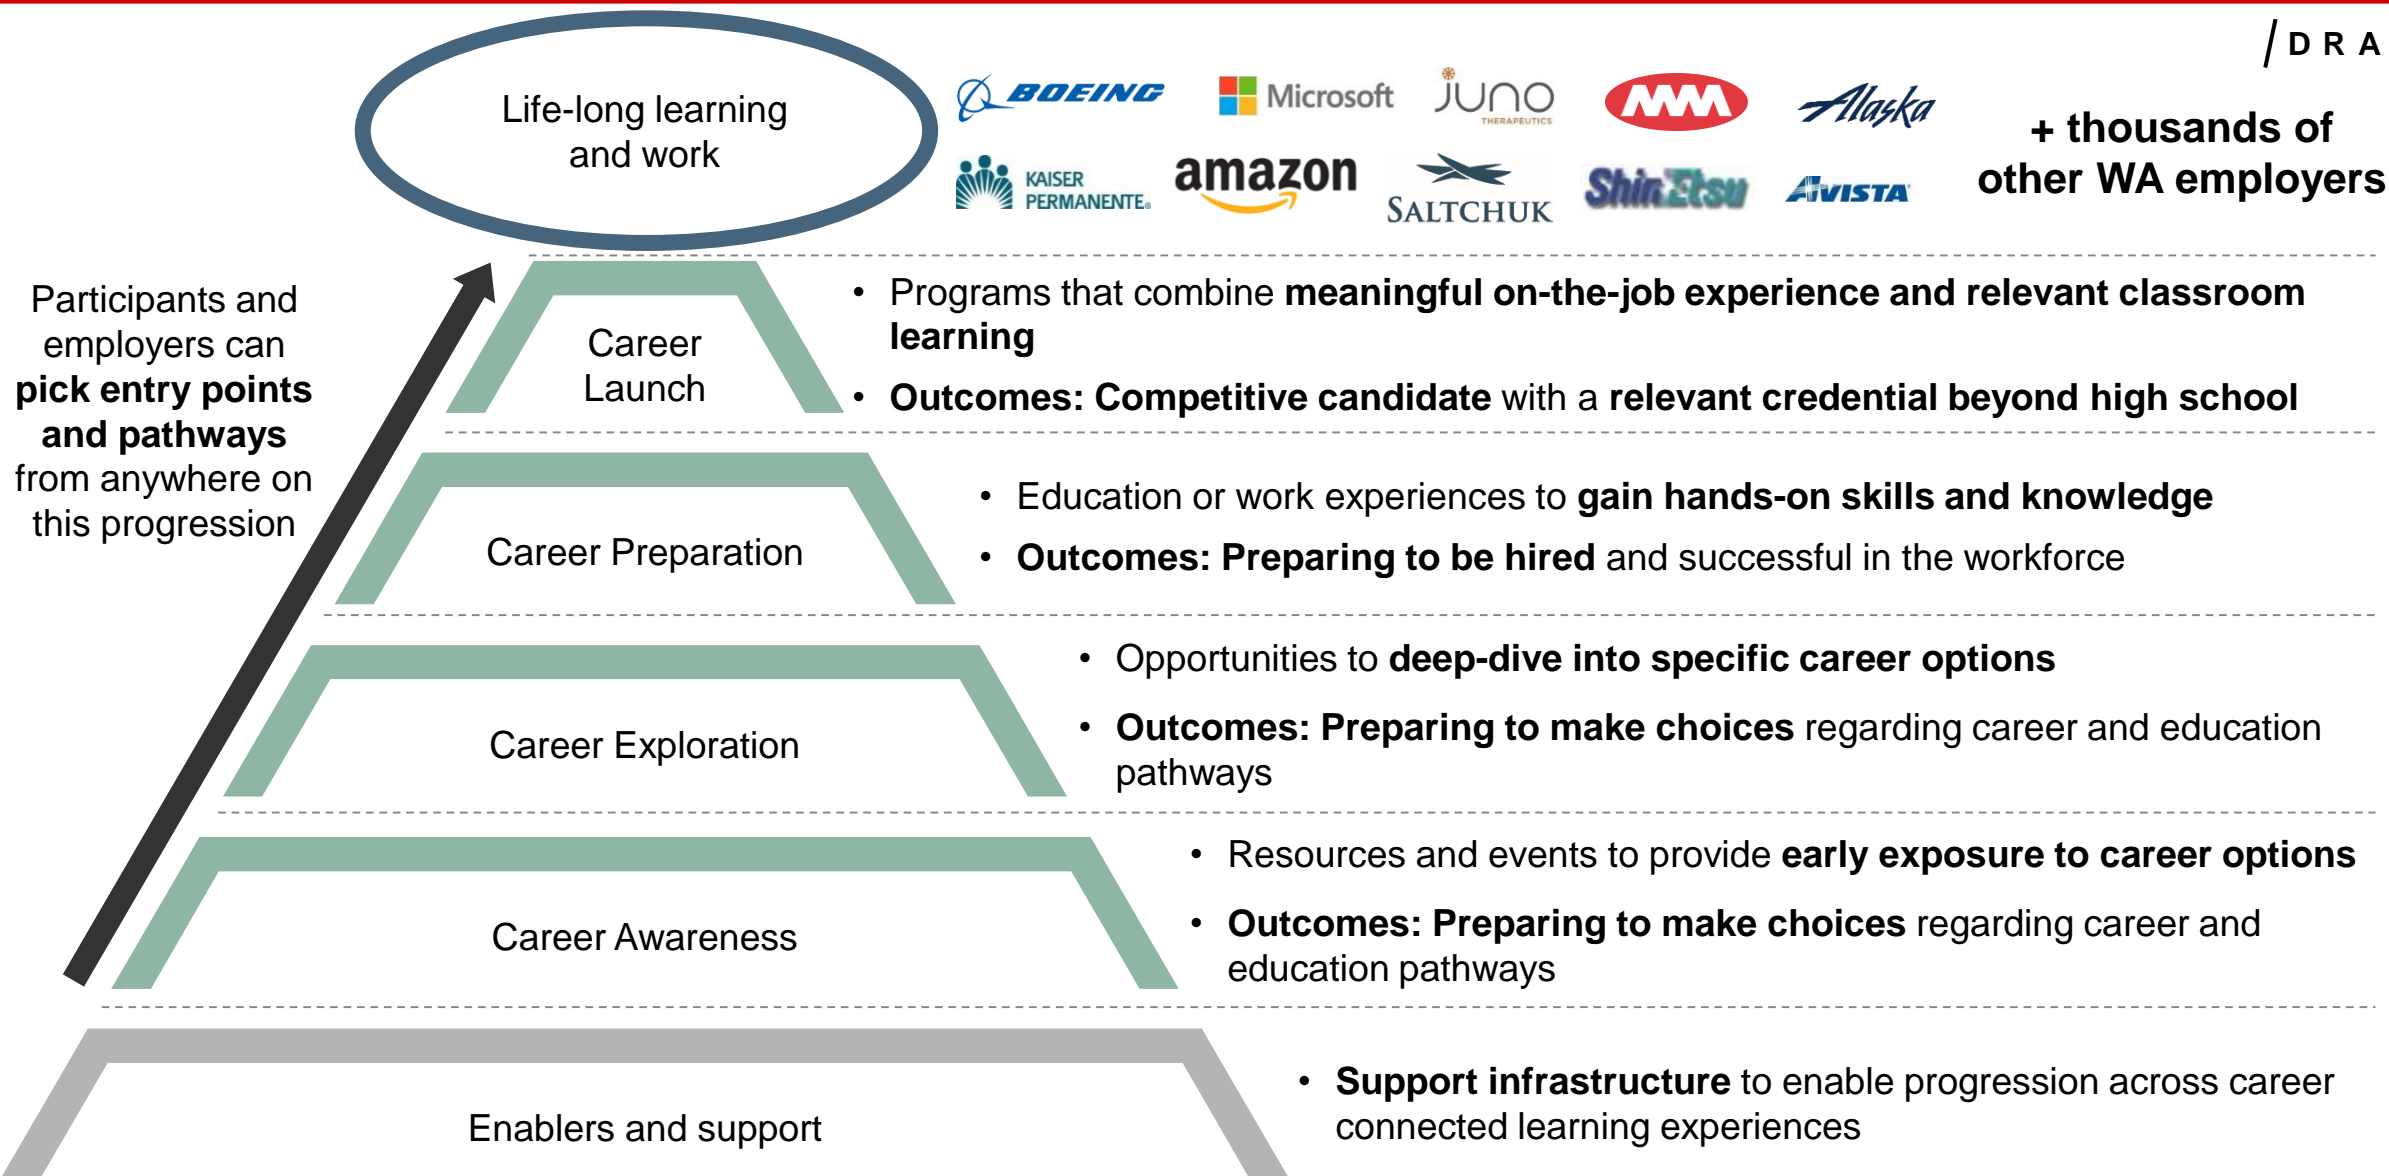 D R A
Life-long learning
and work
BOEING
Microsoft
JUNO
THERAPEUTICS
Alaska
KAISER
PERMANENTE®
amazon
SALTCHUK
ShinEtsu
AVISTA
+ thousands of
other WA employers
Participants and
employers can
pick entry points
and pathways
from anywhere on
this progression
Career
Launch
• Programs that combine meaningful on-the-job experience and relevant classroom
learning
• Outcomes: Competitive candidate with a relevant credential beyond high school
Career Preparation
• Education or work experiences to gain hands-on skills and knowledge
• Outcomes: Preparing to be hired and successful in the workforce
Career Exploration
• Opportunities to deep-dive into specific career options
• Outcomes: Preparing to make choices regarding career and education
pathways
Career Awareness
• Resources and events to provide early exposure to career options
• Outcomes: Preparing to make choices regarding career and
education pathways
Enablers and support
• Support infrastructure to enable progression across career
connected learning experiences